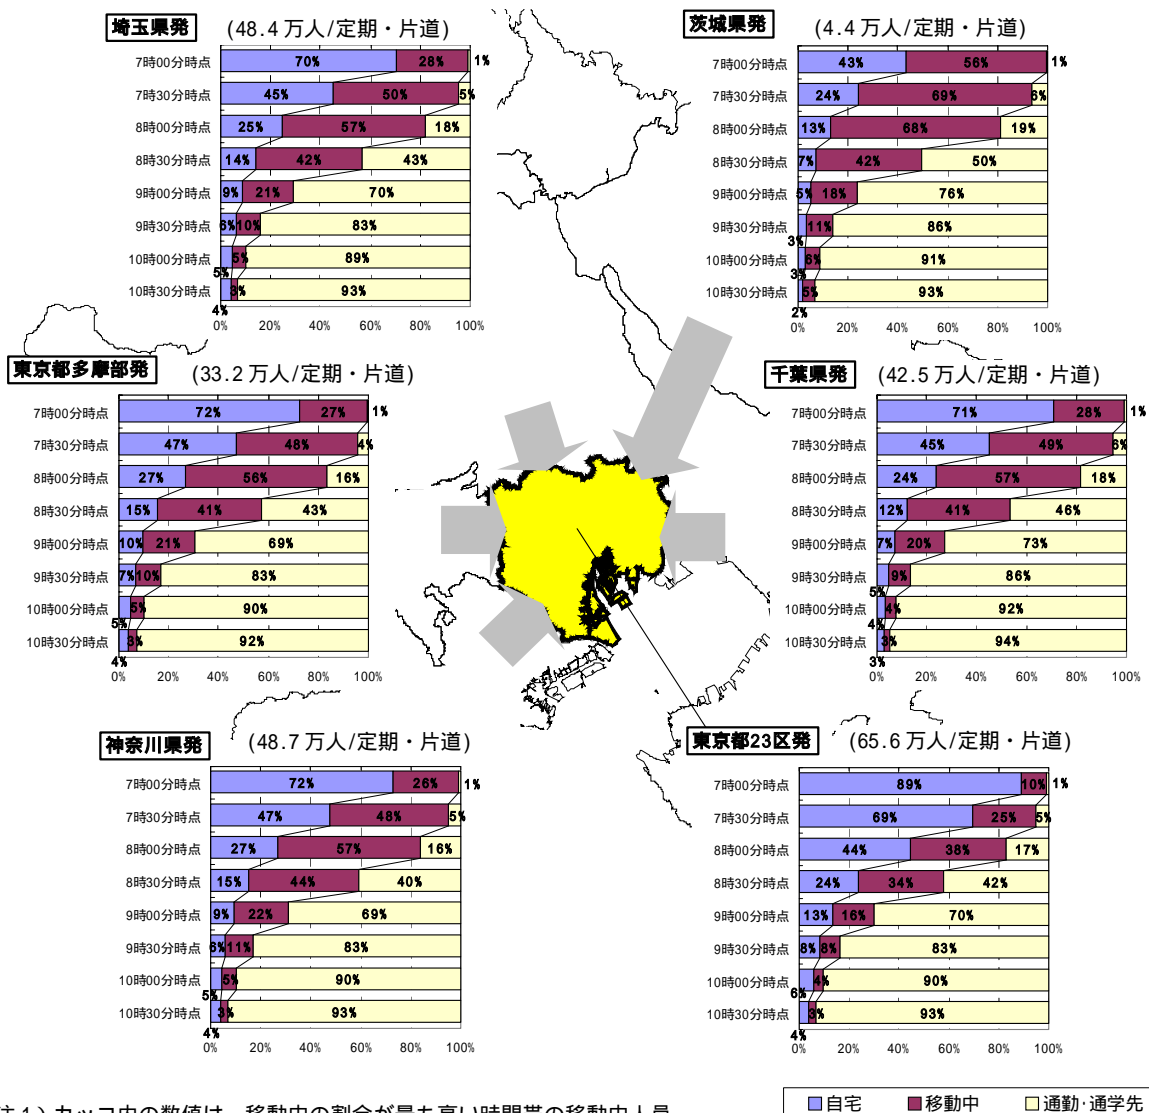 埼玉県発 (48.4 万人/定期・片道)
7時00分時点 70% 28% 1%
7時30分時点 45% 50% 5%
8時00分時点 25% 57% 18%
8時30分時点 14% 42% 43%
9時00分時点 9% 21% 70%
9時30分時点 6% 10% 83%
10時00分時点 5% 5% 89%
10時30分時点 4% 3% 93%
0% 20% 40% 60% 80% 100%
茨城県発 (4.4 万人/定期・片道)
7時00分時点 43% 56% 1%
7時30分時点 24% 69% 6%
8時00分時点 13% 68% 19%
8時30分時点 7% 42% 50%
9時00分時点 5% 18% 76%
9時30分時点 3% 11% 86%
10時00分時点 3% 6% 91%
10時30分時点 2% 5% 93%
0% 20% 40% 60% 80% 100%
東京都多摩部発 (33.2 万人/定期・片道)
7時00分時点 72% 27% 1%
7時30分時点 47% 48% 4%
8時00分時点 27% 56% 16%
8時30分時点 15% 41% 43%
9時00分時点 10% 21% 69%
9時30分時点 7% 10% 83%
10時00分時点 5% 5% 90%
10時30分時点 4% 3% 92%
0% 20% 40% 60% 80% 100%
千葉県発 (42.5 万人/定期・片道)
7時00分時点 71% 28% 1%
7時30分時点 45% 49% 6%
8時00分時点 24% 57% 18%
8時30分時点 12% 41% 46%
9時00分時点 7% 20% 73%
9時30分時点 5% 9% 86%
10時00分時点 4% 4% 92%
10時30分時点 3% 3% 94%
0% 20% 40% 60% 80% 100%
神奈川県発 (48.7 万人/定期・片道)
7時00分時点 72% 26% 1%
7時30分時点 47% 48% 5%
8時00分時点 27% 57% 16%
8時30分時点 15% 44% 40%
9時00分時点 9% 22% 69%
9時30分時点 6% 11% 83%
10時00分時点 5% 5% 90%
10時30分時点 4% 3% 93%
0% 20% 40% 60% 80% 100%
東京都23区発 (65.6 万人/定期・片道)
7時00分時点 89% 10% 1%
7時30分時点 69% 25% 5%
8時00分時点 44% 38% 17%
8時30分時点 24% 34% 42%
9時00分時点 13% 16% 70%
9時30分時点 8% 8% 83%
10時00分時点 6% 4% 90%
10時30分時点 4% 3% 93%
0% 20% 40% 60% 80% 100%
自宅 移動中 通勤・通学先